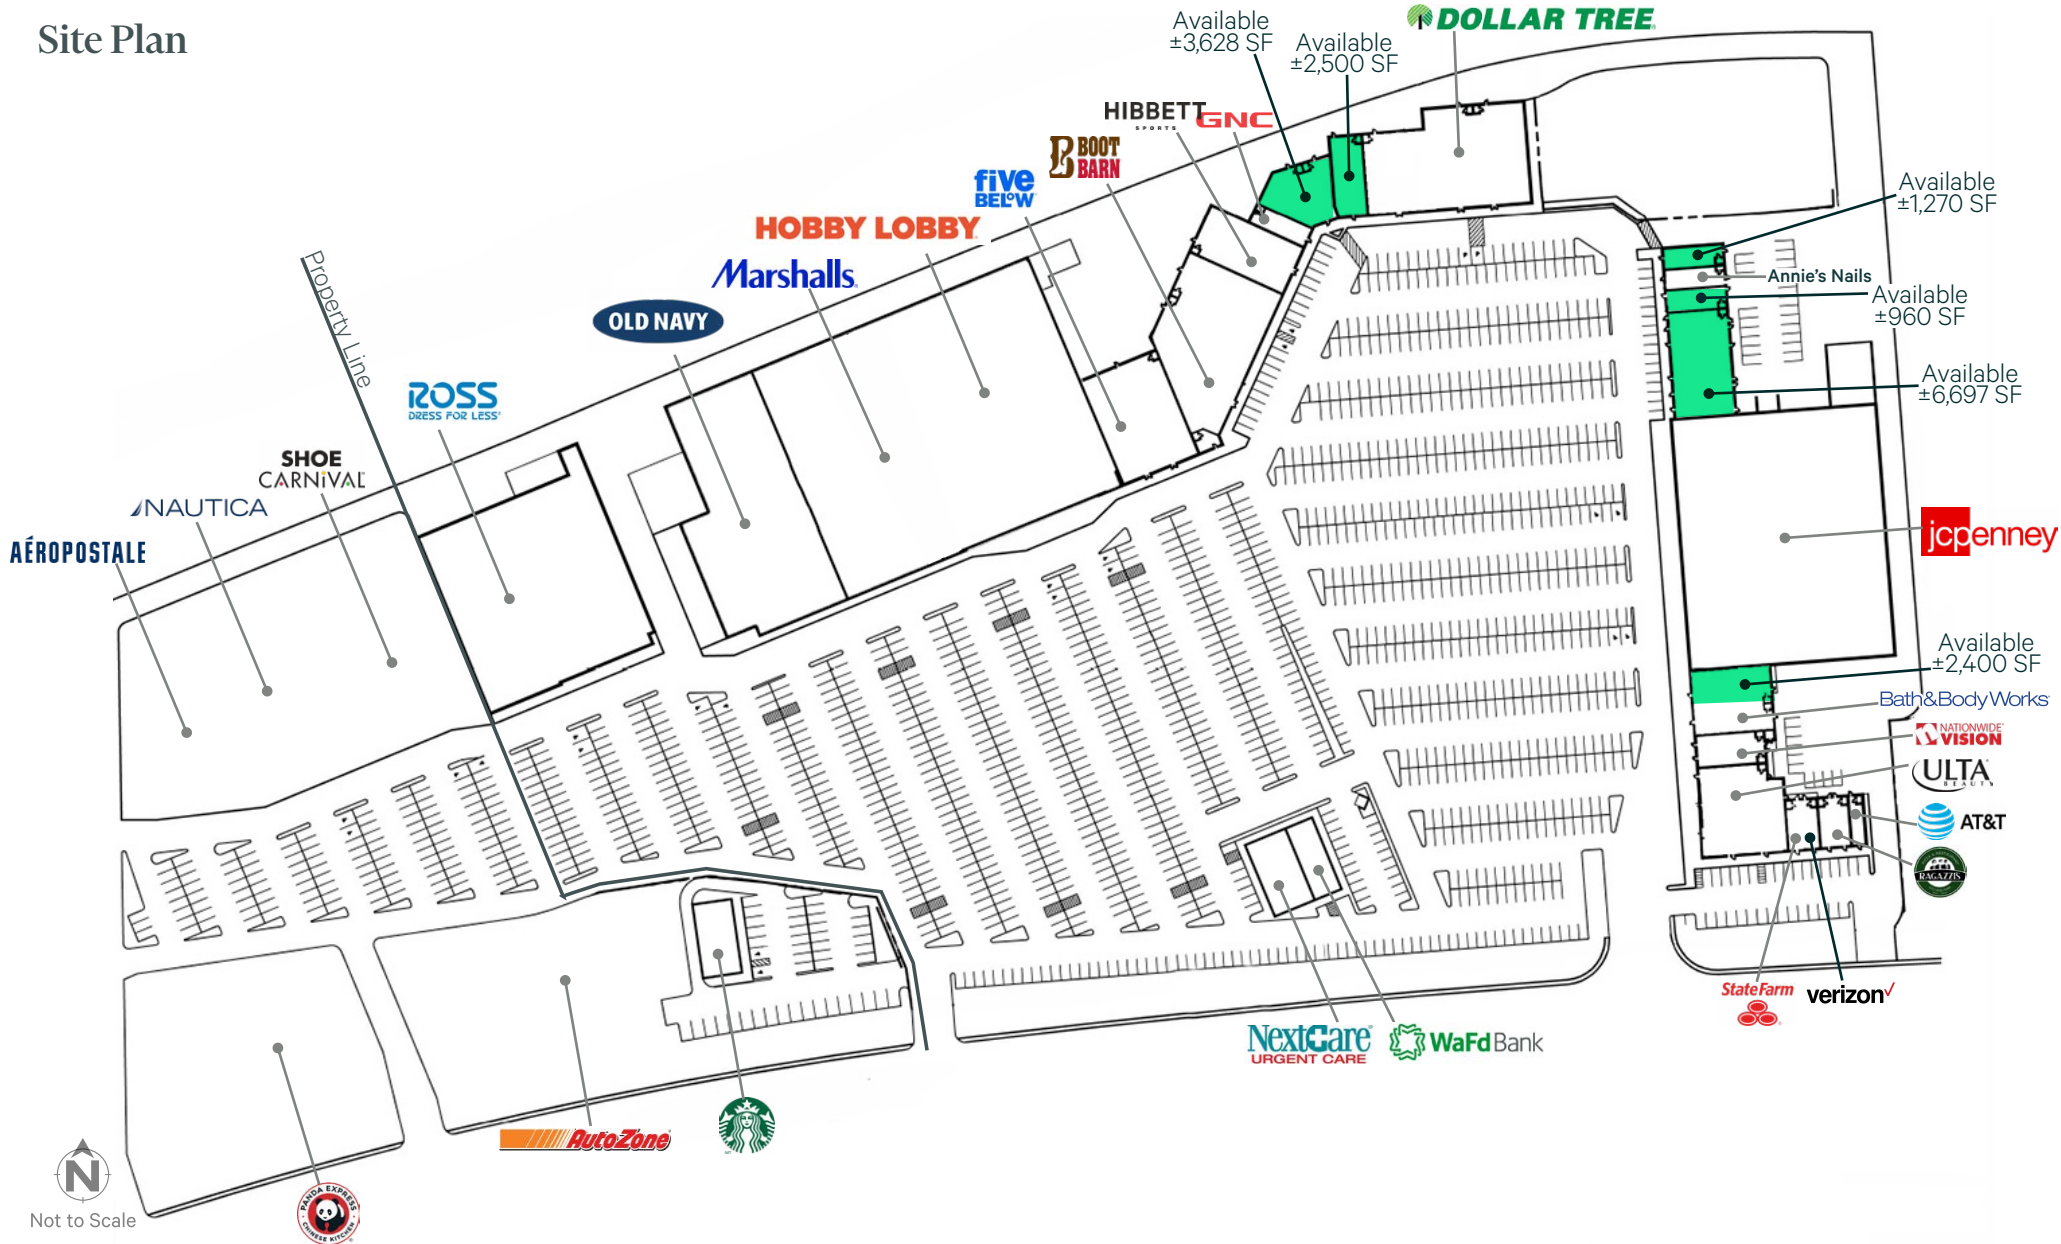 Site Plan
Available
±3,628 SF
Available
±2,500 SF
DOLLAR TREE
HIBBETT
SPORTS
GNC
BOOT
BARN
five
BELOW
HOBBY LOBBY
Marshalls
OLD NAVY
Property Line
ROSS
DRESS FOR LESS
SHOE
CARNiVAL
NAUTICA
AÉROPOSTALE
Available
±1,270 SF
Annie's Nails
Available
±960 SF
Available
±6,697 SF
jcpenney
Available
±2,400 SF
Bath&BodyWorks
NATIONWIDE
VISION
ULTA
BEAUTY
AT&T
RAGAZZIS
StateFarm
verizon
NextCare
URGENT CARE
WaFd Bank
AutoZone
PANDA EXPRESS
CHINESE KITCHEN
N
Not to Scale